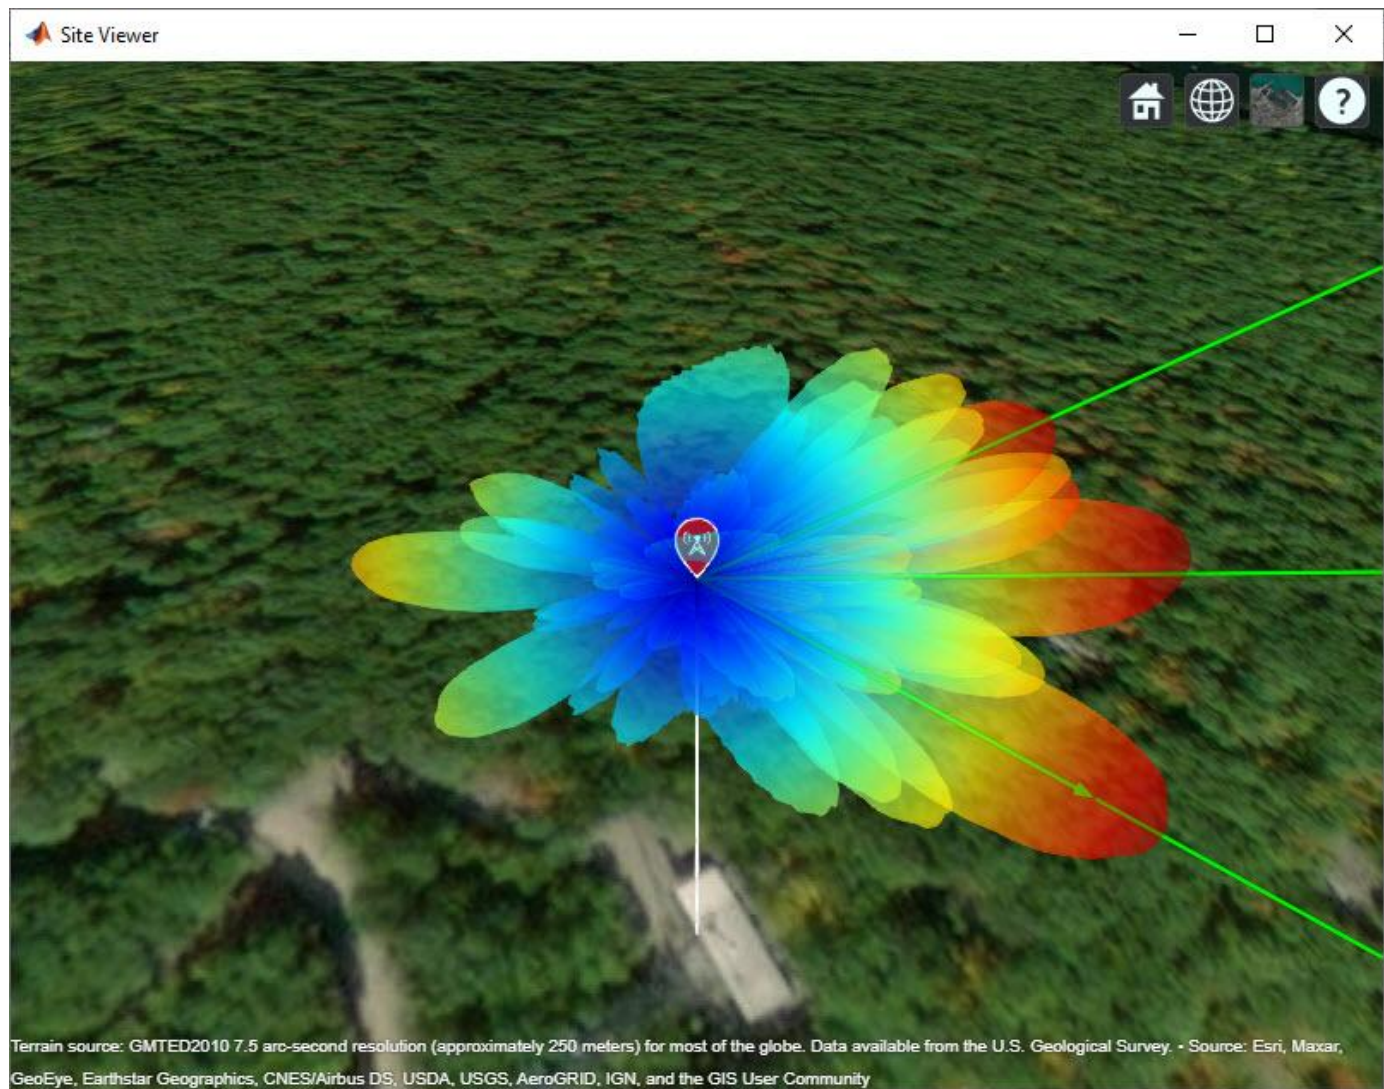 Site Viewer
?
Terrain source: GMTED2010 7.5 arc-second resolution (approximately 250 meters) for most of the globe. Data available from the U.S. Geological Survey. • Source: Esri, Maxar,
GeoEye, Earthstar Geographics, CNES/Airbus DS, USDA, USGS, AeroGRID, IGN, and the GIS User Community